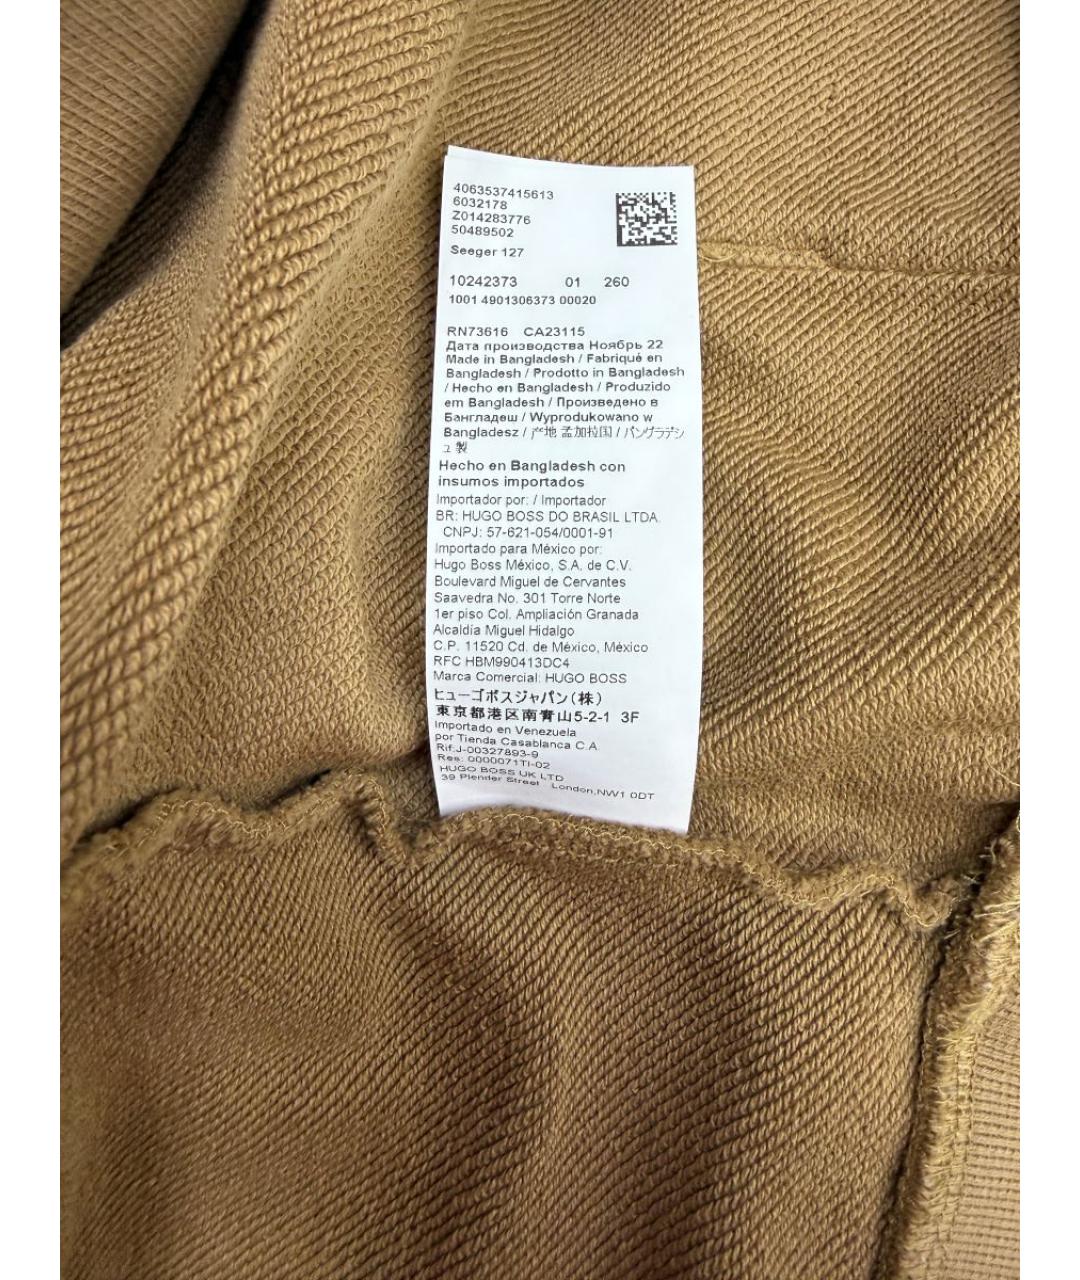 4063537415613
6032178
Z014283776
50489502
Seeger 127
10242373 01 260
1001 4901306373 00020
RN73616 CA23115
Дата производства Ноябрь 22
Made in Bangladesh / Fabriqué en
Bangladesh / Prodotto in Bangladesh
/ Hecho en Bangladesh / Produzido
em Bangladesh / Произведено в
Бангладеш / Wyprodukowano w
Bangladesz / 产地 孟加拉国 / バングラデシ
ュ製
Hecho en Bangladesh con
insumos importados
Importador por: / Importador
BR: HUGO BOSS DO BRASIL LTDA.
CNPJ: 57-621-054/0001-91
Importado para México por:
Hugo Boss México, S.A. de C.V.
Boulevard Miguel de Cervantes
Saavedra No. 301 Torre Norte
1er piso Col. Ampliación Granada
Alcaldía Miguel Hidalgo
C.P. 11520 Cd. de México, México
RFC HBM990413DC4
Marca Comercial: HUGO BOSS
ヒューゴボスジャパン(株)
東京都港区南青山5-2-1 3F
Importado en Venezuela
por Tienda Casablanca C.A.
Rif.J-00327893-9
Res: 0000071TI-02
HUGO BOSS UK LTD
39 Plender Street London,NW1 0DT